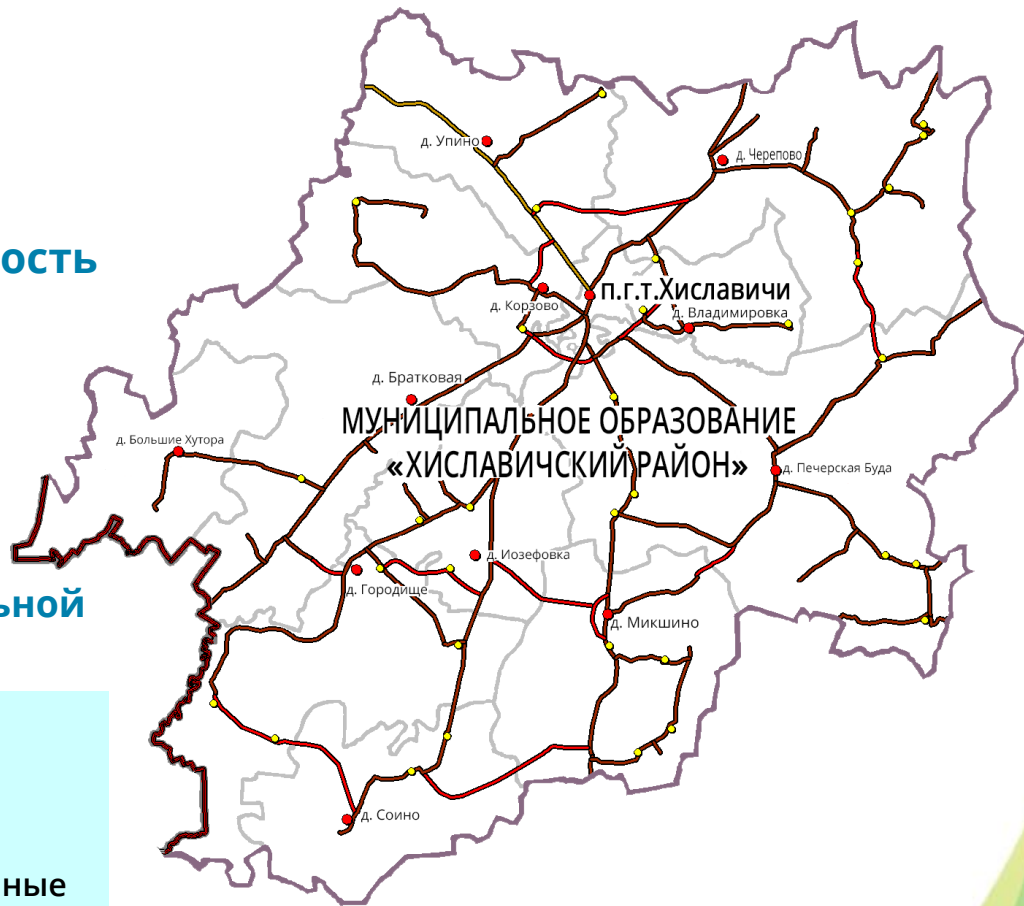 д. Упино
д. Черепово
ость
п.г.т.Хиславичи
д. Корзово
д. Владимировка
д. Братковая
МУНИЦИПАЛЬНОЕ ОБРАЗОВАНИЕ
«ХИСЛАВИЧСКИЙ РАЙОН»
д. Большие Хутора
д. Печерская Буда
д. Иозефовка
д. Городище
ьной
д. Микшино
д. Соино
ные